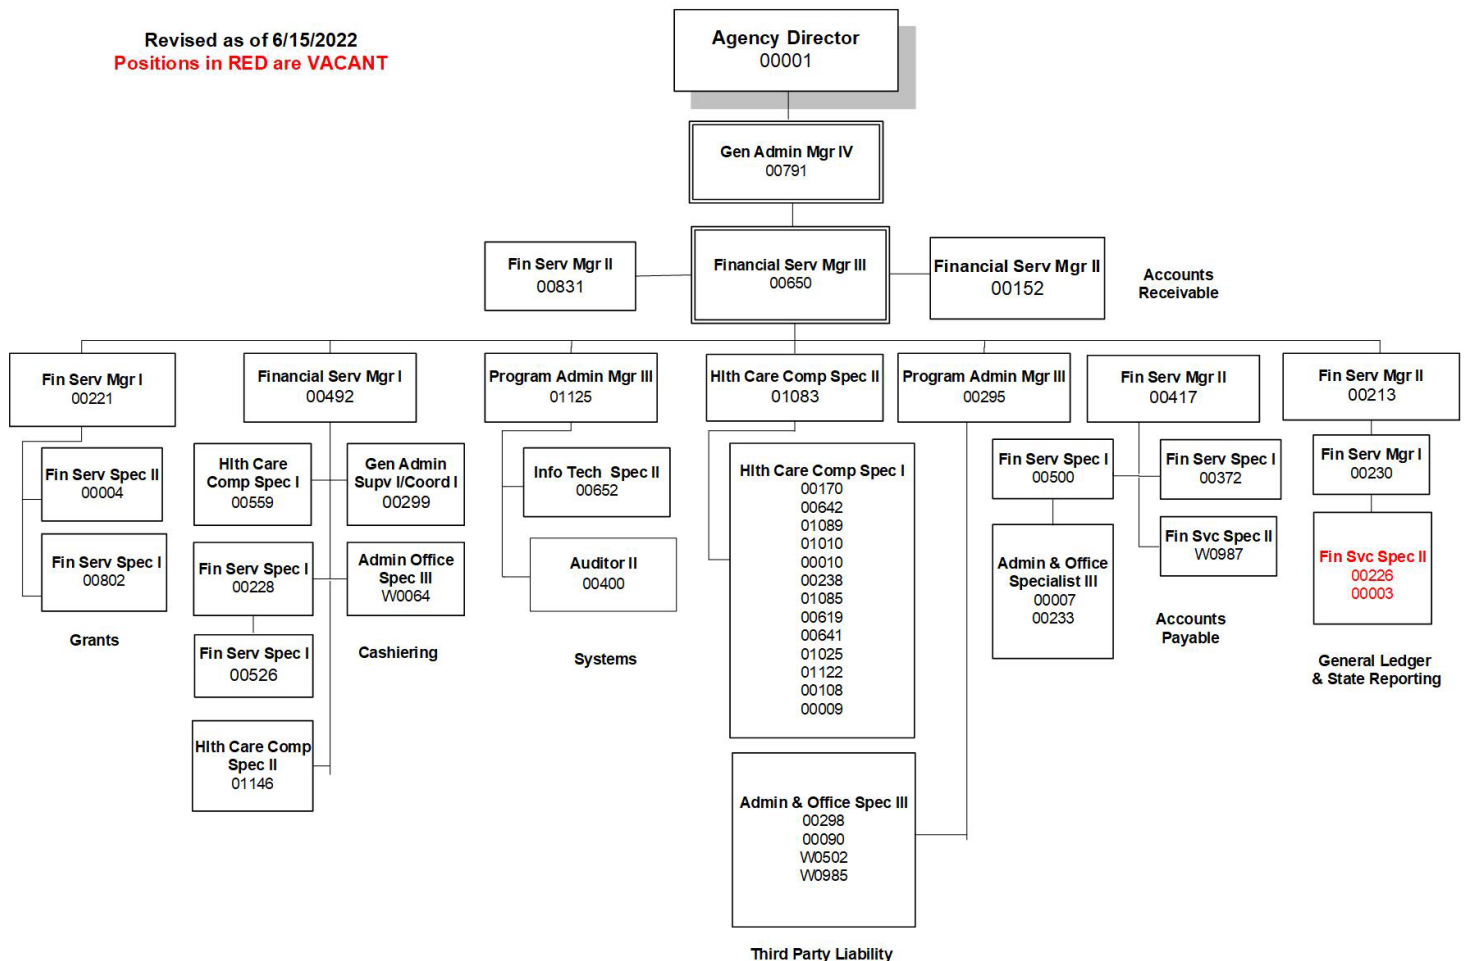 Revised as of 6/15/2022
Positions in RED are VACANT
Agency Director
00001
Gen Admin Mgr IV
00791
Fin Serv Mgr II
00831
Financial Serv Mgr III
00650
Financial Serv Mgr II
00152
Accounts
Receivable
Fin Serv Mgr I
00221
Financial Serv Mgr I
00492
Program Admin Mgr III
01125
Hlth Care Comp Spec II
01083
Program Admin Mgr III
00295
Fin Serv Mgr II
00417
Fin Serv Mgr II
00213
Fin Serv Spec II
00004
Fin Serv Spec I
00802
Grants
Hlth Care
Comp Spec I
00559
Gen Admin
Supv I/Coord I
00299
Fin Serv Spec I
00228
Admin Office
Spec III
W0064
Fin Serv Spec I
00526
Cashiering
Hlth Care Comp
Spec II
01146
Info Tech Spec II
00652
Auditor II
00400
Systems
Hlth Care Comp Spec I
00170
00642
01089
01010
00010
00238
01085
00619
00641
01025
01122
00108
00009
Admin & Office Spec III
00298
00090
W0502
W0985
Third Party Liability
Fin Serv Spec I
00500
Fin Serv Spec I
00372
Admin & Office
Specialist III
00007
00233
Fin Svc Spec II
W0987
Accounts
Payable
Fin Serv Mgr I
00230
Fin Svc Spec II
00226
00003
General Ledger
& State Reporting